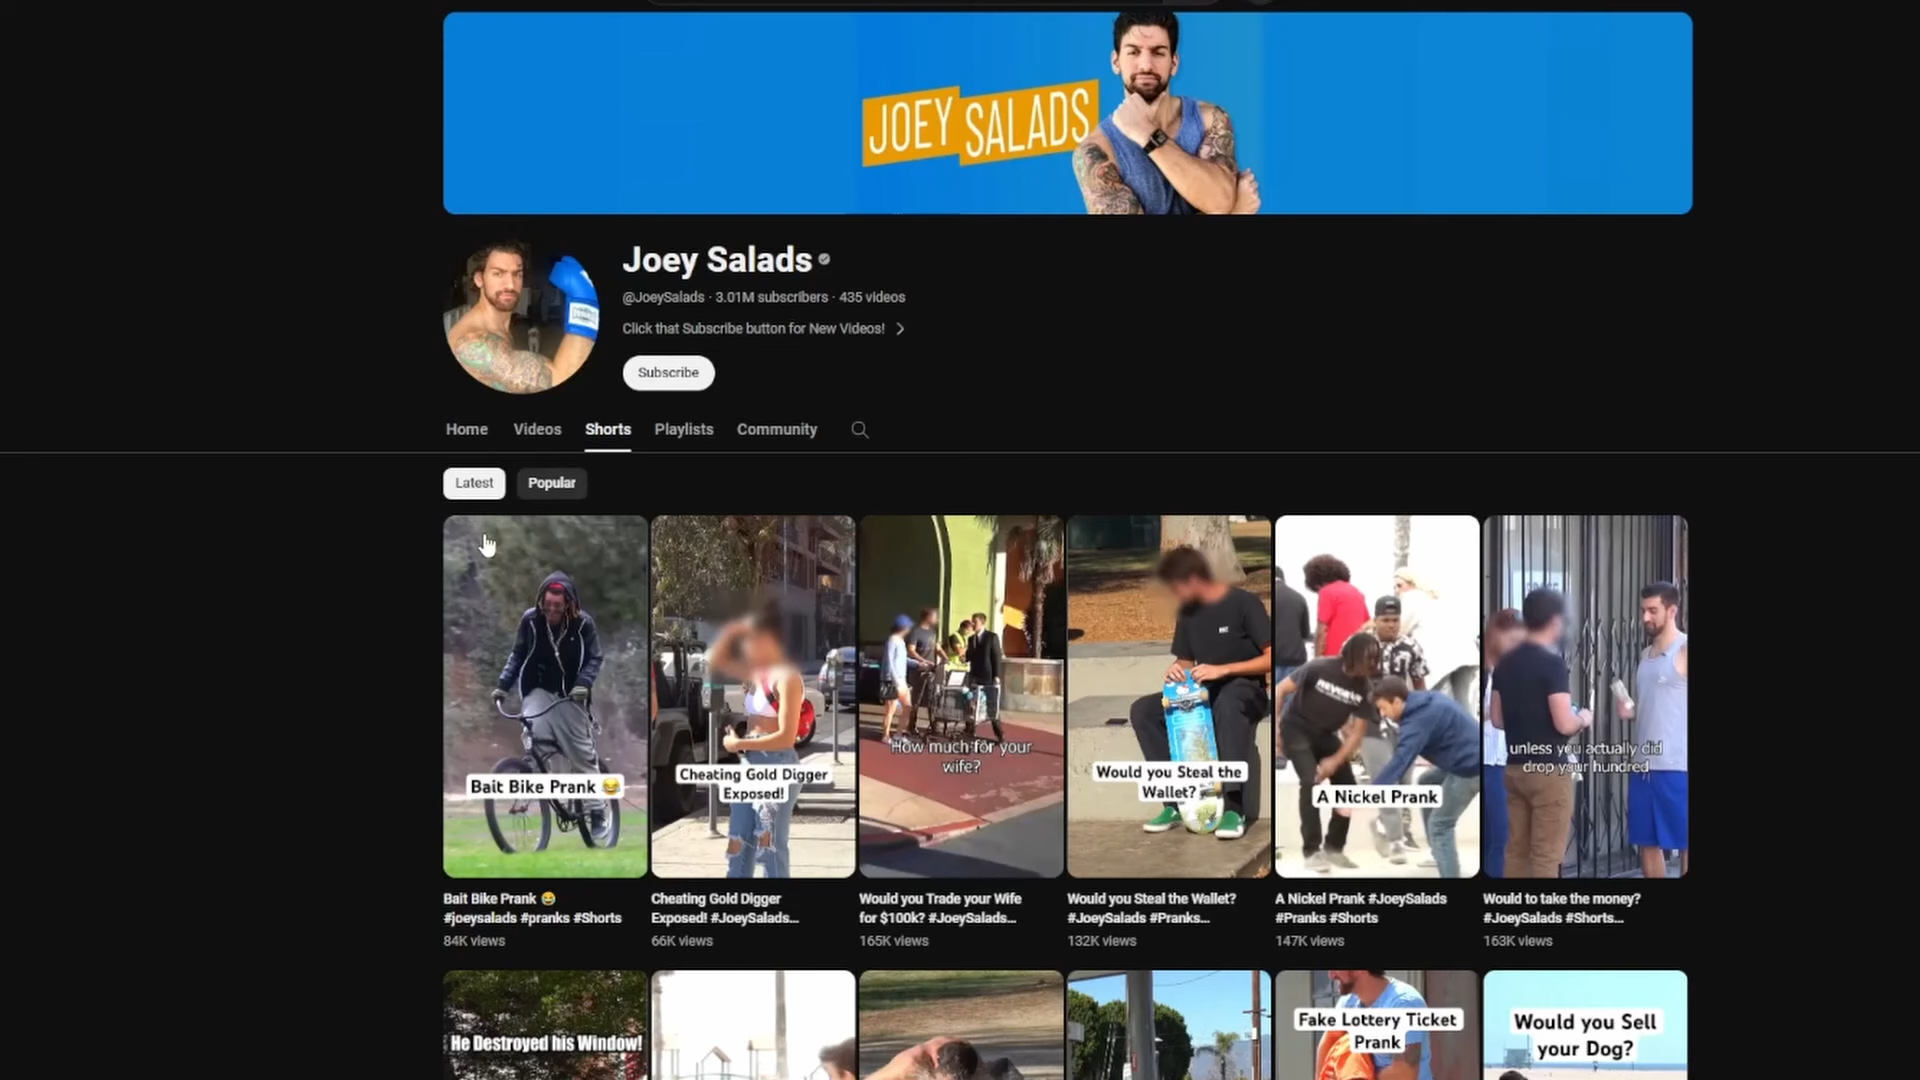 JOEY SALADS
Joey Salads
@JoeySalads · 3.01M subscribers · 435 videos
Click that Subscribe button for New Videos!
Subscribe
Home Videos Shorts Playlists Community
Latest Popular
Bait Bike Prank 😂
Cheating Gold Digger
Exposed!
How much for your
wife?
Would you Steal the
Wallet?
A Nickel Prank
unless you actually did
drop your hundred
Bait Bike Prank 😂
#joeysalads #pranks #Shorts
84K views
Cheating Gold Digger
Exposed! #JoeySalads...
66K views
Would you Trade your Wife
for $100k? #JoeySalads...
165K views
Would you Steal the Wallet?
#JoeySalads #Pranks...
132K views
A Nickel Prank #JoeySalads
#Pranks #Shorts
147K views
Would to take the money?
#JoeySalads #Shorts...
163K views
He Destroyed his Window!
Fake Lottery Ticket
Prank
Would you Sell
your Dog?